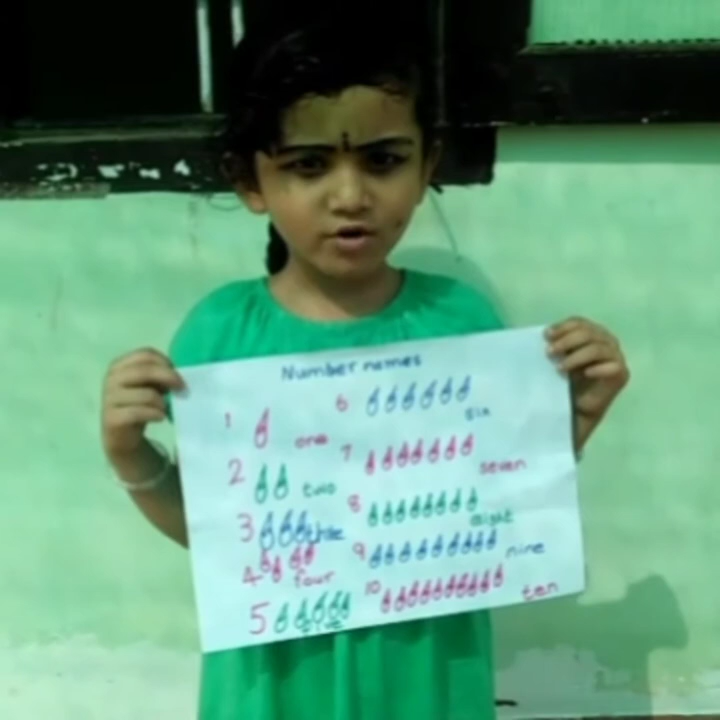 Number names
1 one
2 two
3 three
4 four
5
6 six
7 seven
8 eight
9 nine
10 ten